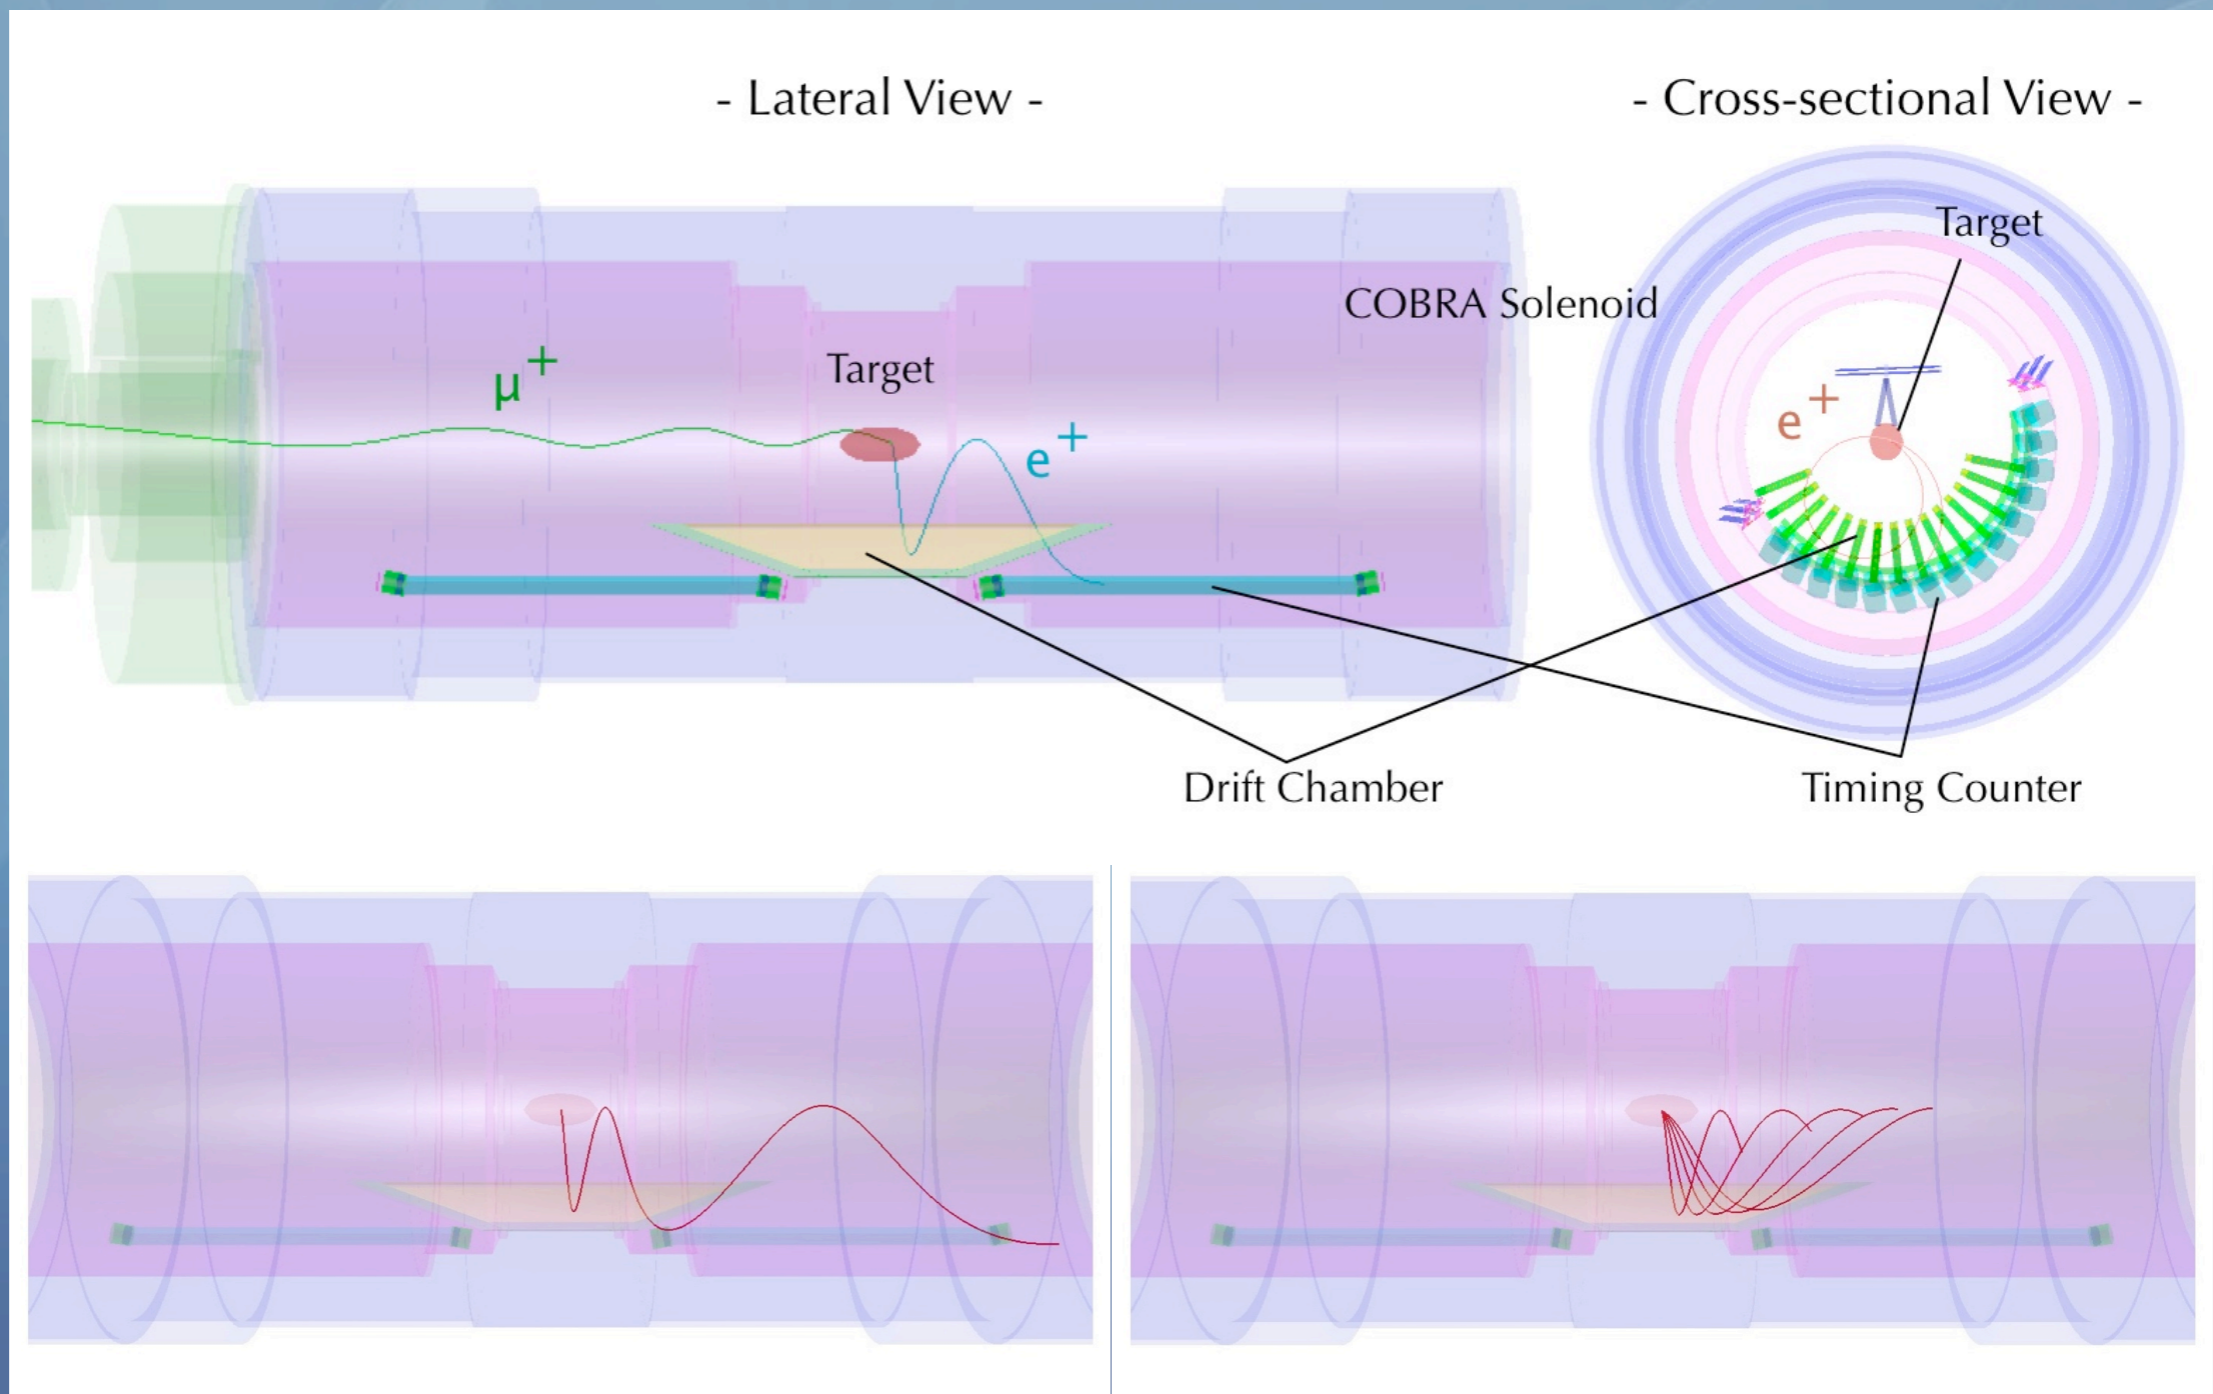 - Lateral View -
- Cross-sectional View -
Target
COBRA Solenoid
μ+
Target
e+
e+
Drift Chamber
Timing Counter